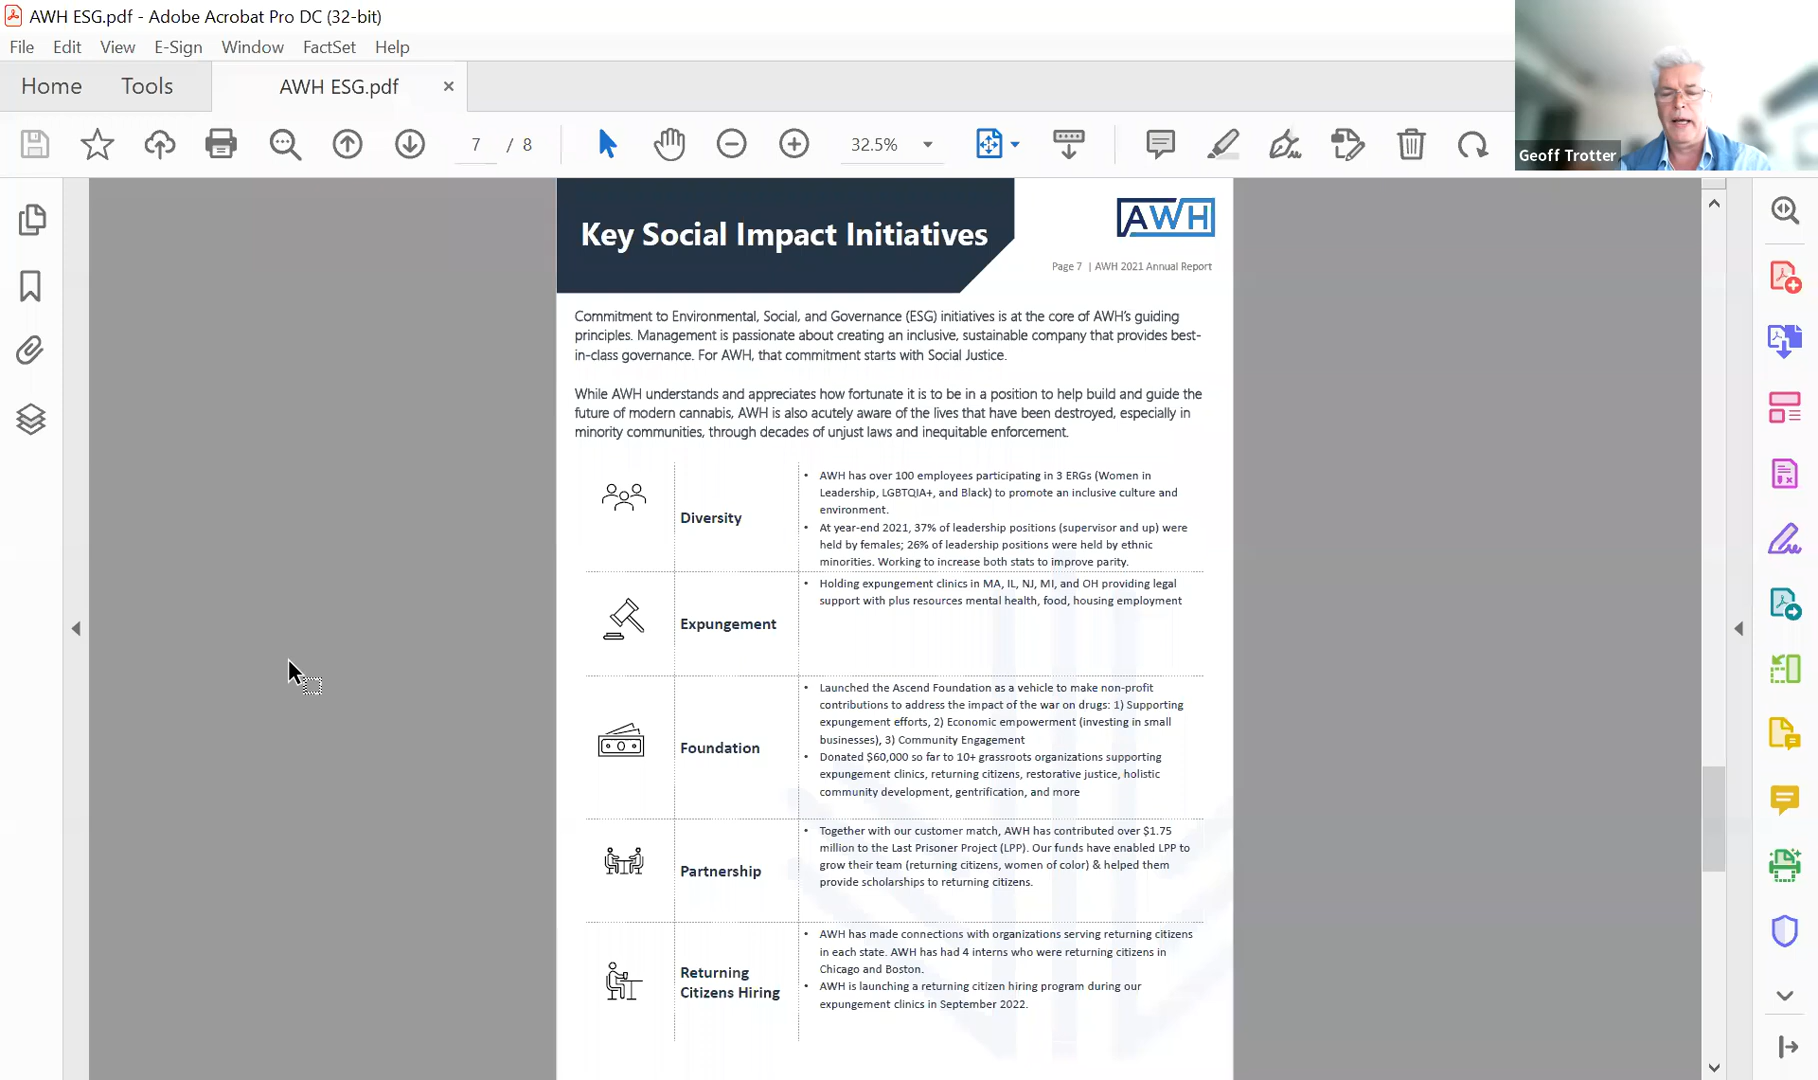 AWH ESG.pdf - Adobe Acrobat Pro DC (32-bit)
File Edit View E-Sign Window FactSet Help
Home Tools AWH ESG.pdf ×
7 / 8 32.5%
Geoff Trotter
Key Social Impact Initiatives
AWH
Page 7 | AWH 2021 Annual Report
Commitment to Environmental, Social, and Governance (ESG) initiatives is at the core of AWH's guiding
principles. Management is passionate about creating an inclusive, sustainable company that provides best-
in-class governance. For AWH, that commitment starts with Social Justice.
While AWH understands and appreciates how fortunate it is to be in a position to help build and guide the
future of modern cannabis, AWH is also acutely aware of the lives that have been destroyed, especially in
minority communities, through decades of unjust laws and inequitable enforcement.
Diversity
• AWH has over 100 employees participating in 3 ERGs (Women in
Leadership, LGBTQIA+, and Black) to promote an inclusive culture and
environment.
• At year-end 2021, 37% of leadership positions (supervisor and up) were
held by females; 26% of leadership positions were held by ethnic
minorities. Working to increase both stats to improve parity.
Expungement
• Holding expungement clinics in MA, IL, NJ, MI, and OH providing legal
support with plus resources mental health, food, housing employment
Foundation
• Launched the Ascend Foundation as a vehicle to make non-profit
contributions to address the impact of the war on drugs: 1) Supporting
expungement efforts, 2) Economic empowerment (investing in small
businesses), 3) Community Engagement
• Donated $60,000 so far to 10+ grassroots organizations supporting
expungement clinics, returning citizens, restorative justice, holistic
community development, gentrification, and more
Partnership
• Together with our customer match, AWH has contributed over $1.75
million to the Last Prisoner Project (LPP). Our funds have enabled LPP to
grow their team (returning citizens, women of color) & helped them
provide scholarships to returning citizens.
Returning
Citizens Hiring
• AWH has made connections with organizations serving returning citizens
in each state. AWH has had 4 interns who were returning citizens in
Chicago and Boston.
• AWH is launching a returning citizen hiring program during our
expungement clinics in September 2022.